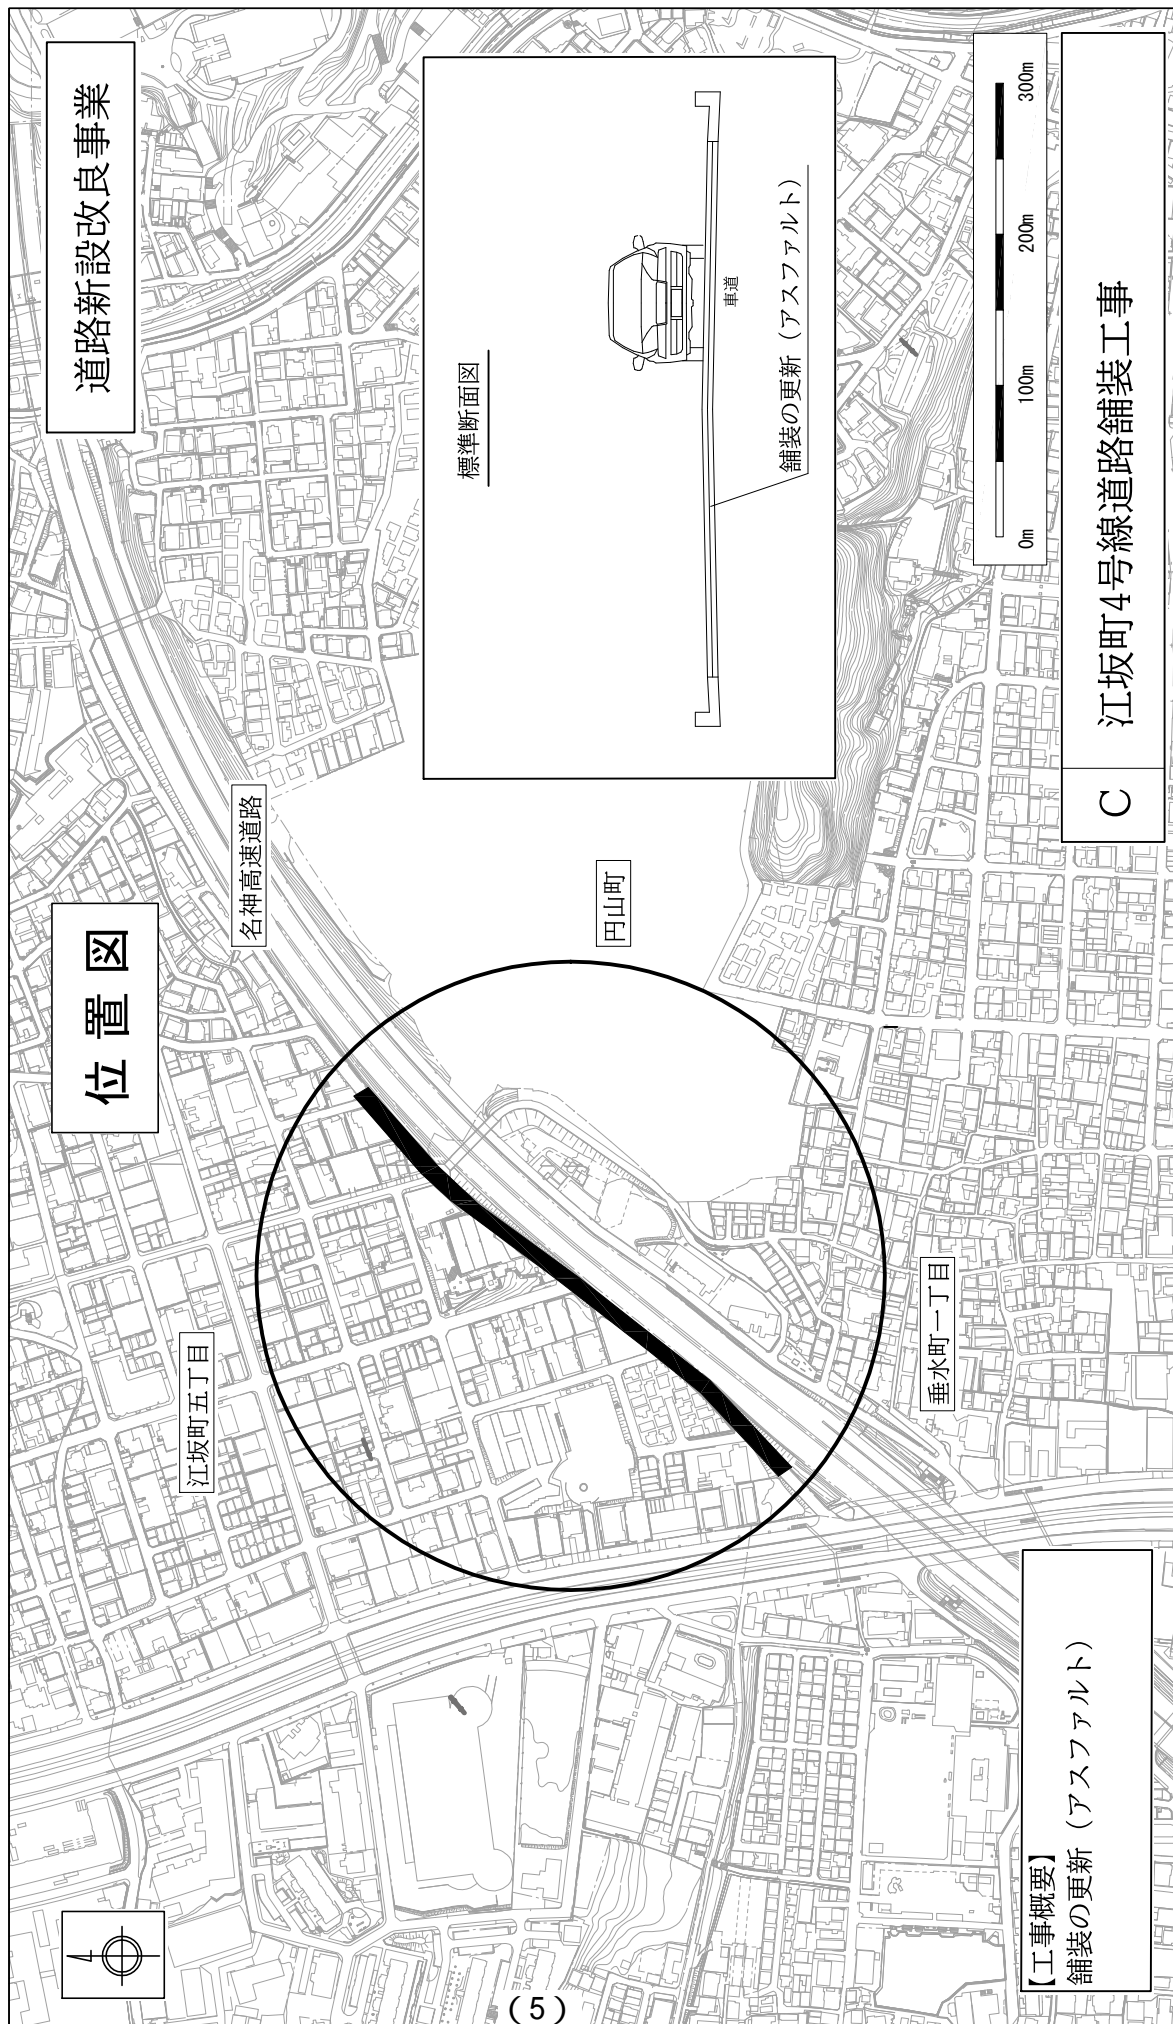 位置図
道路新設改良事業
名神高速道路
江坂町五丁目
円山町
垂水町一丁目
標準断面図
車道
舗装の更新（アスファルト）
0m
100m
200m
300m
C
江坂町4号線道路舗装工事
【工事概要】
舗装の更新（アスファルト）
（5）